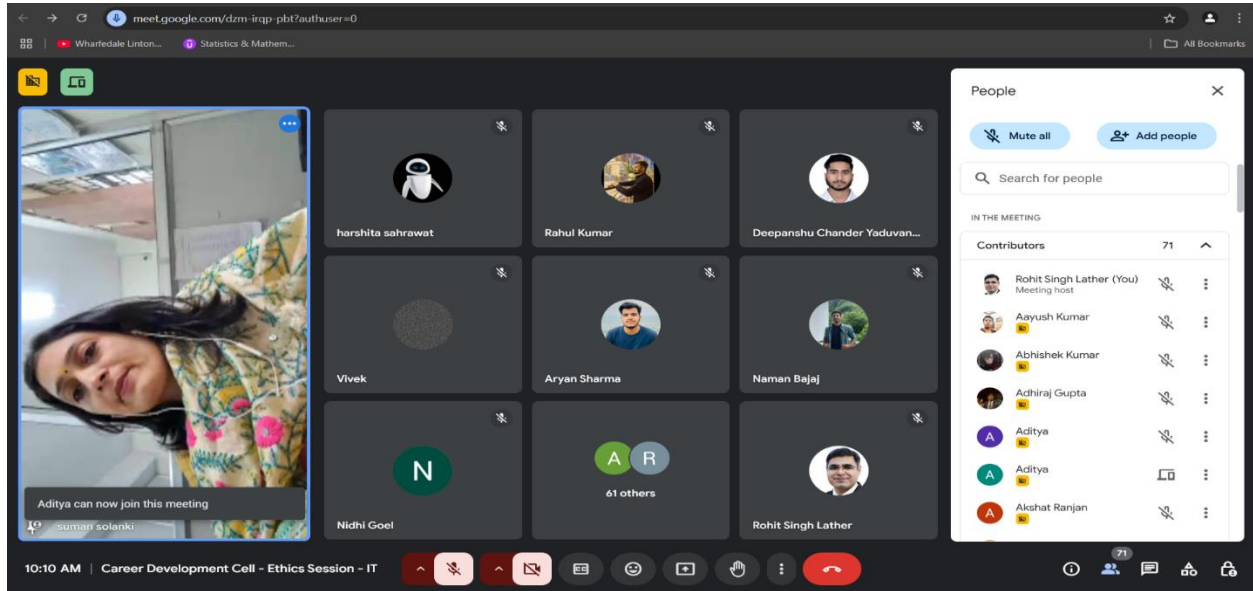 meet.google.com/dzm-irqp-pbt?authuser=0
Wharfedale Linton...
Statistics & Mathem...
All Bookmarks
harshita sahrawat
Rahul Kumar
Deepanshu Chander Yaduvan...
Vivek
Aryan Sharma
Naman Bajaj
Aditya can now join this meeting
suman solanki
N
Nidhi Goel
A R
61 others
Rohit Singh Lather
People
Mute all
Add people
Search for people
IN THE MEETING
Contributors 71
Rohit Singh Lather (You)
Meeting host
Aayush Kumar
Abhishek Kumar
Adhiraj Gupta
A Aditya
A Aditya
A Akshat Ranjan
10:10 AM | Career Development Cell - Ethics Session - IT
CC
71